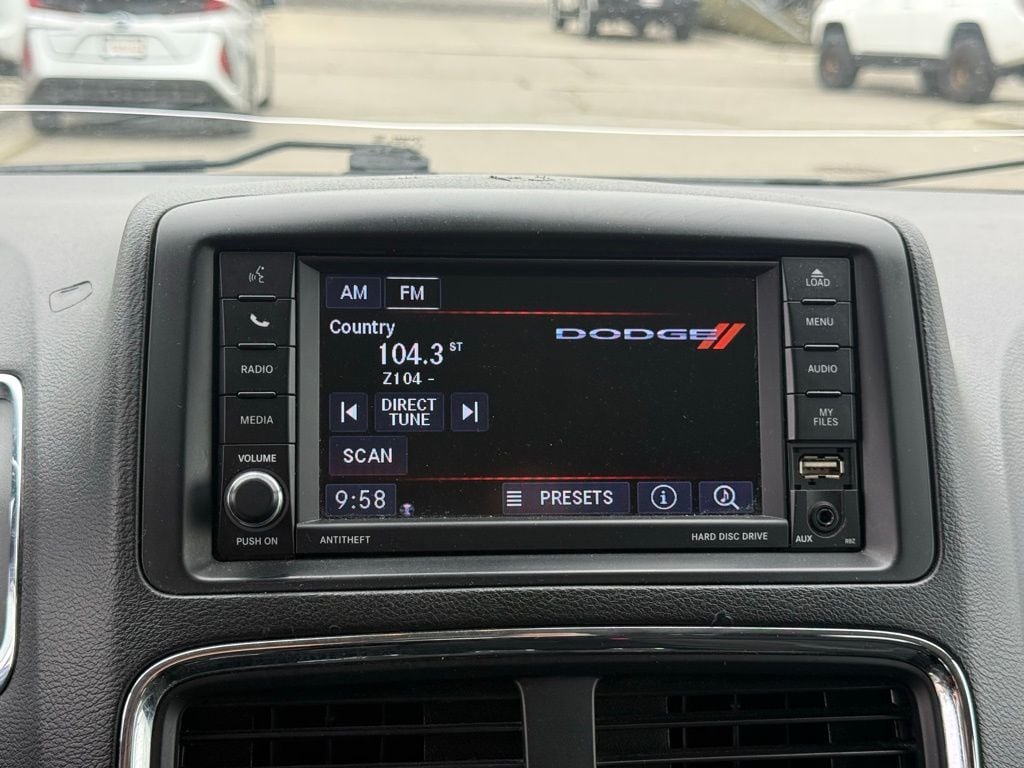 LOAD
AM FM
MENU
Country
DODGE
104.3 ST
Z104 -
RADIO
AUDIO
DIRECT
TUNE
MEDIA
MY
FILES
SCAN
VOLUME
9:58
PRESETS
i
PUSH ON
ANTITHEFT
HARD DISC DRIVE
AUX
RBZ